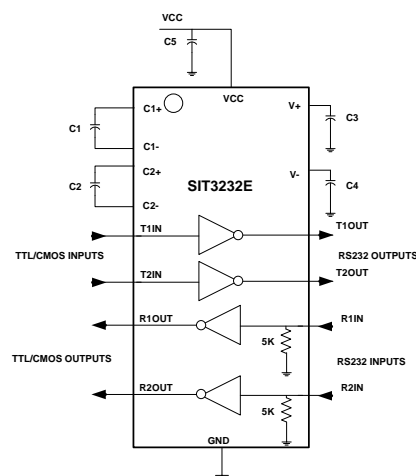 VCC
C5
VCC
C1+
V+
C1
C3
C1-
C2+
V-
C2
C4
C2-
SIT3232E
T1IN
T1OUT
TTL/CMOS INPUTS
RS232 OUTPUTS
T2IN
T2OUT
R1OUT
R1IN
5K
TTL/CMOS OUTPUTS
RS232 INPUTS
R2OUT
R2IN
5K
GND